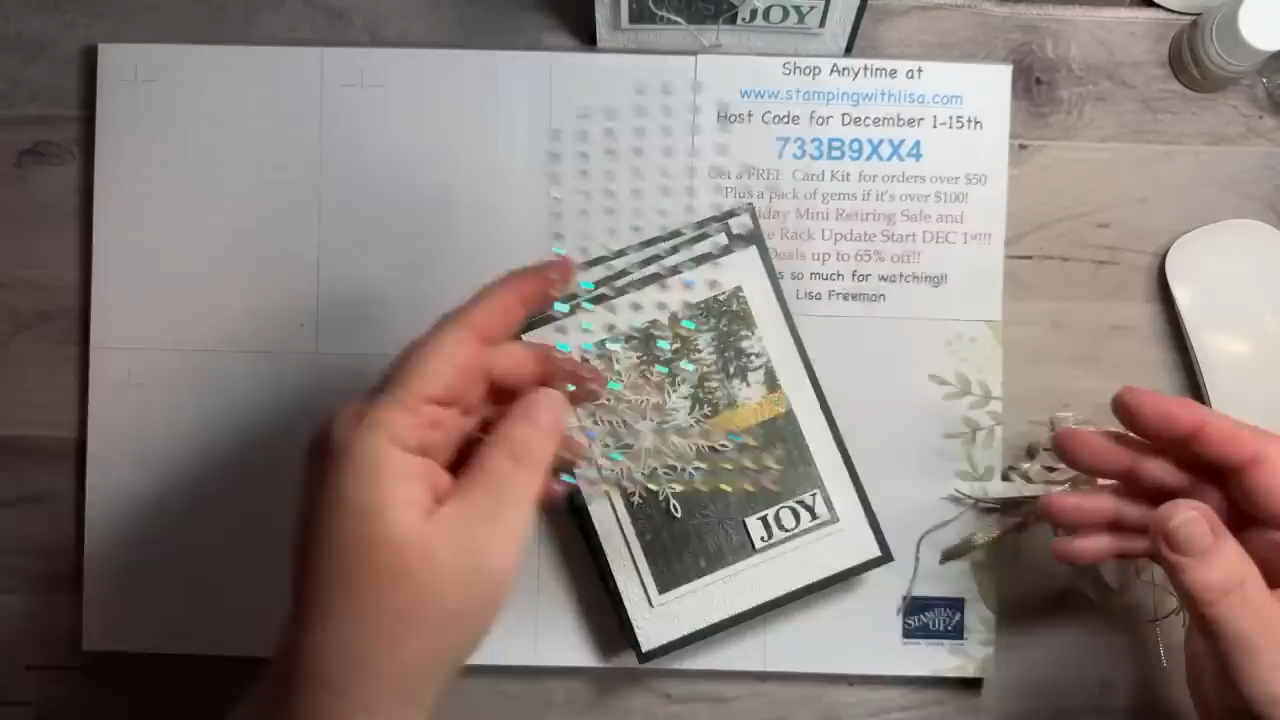 JOY
Shop Anytime at
www.stampingwithlisa.com
Host Code for December 1-15th
733B9XX4
Get a FREE Card Kit for orders over $50
Plus a pack of gems if it's over $100!
Mini Retiring Sale and
Rack Update Start DEC 1st!!!
Deals up to 65% off!!
so much for watching!!
Lisa Freeman
JOY
STAMPIN' UP!